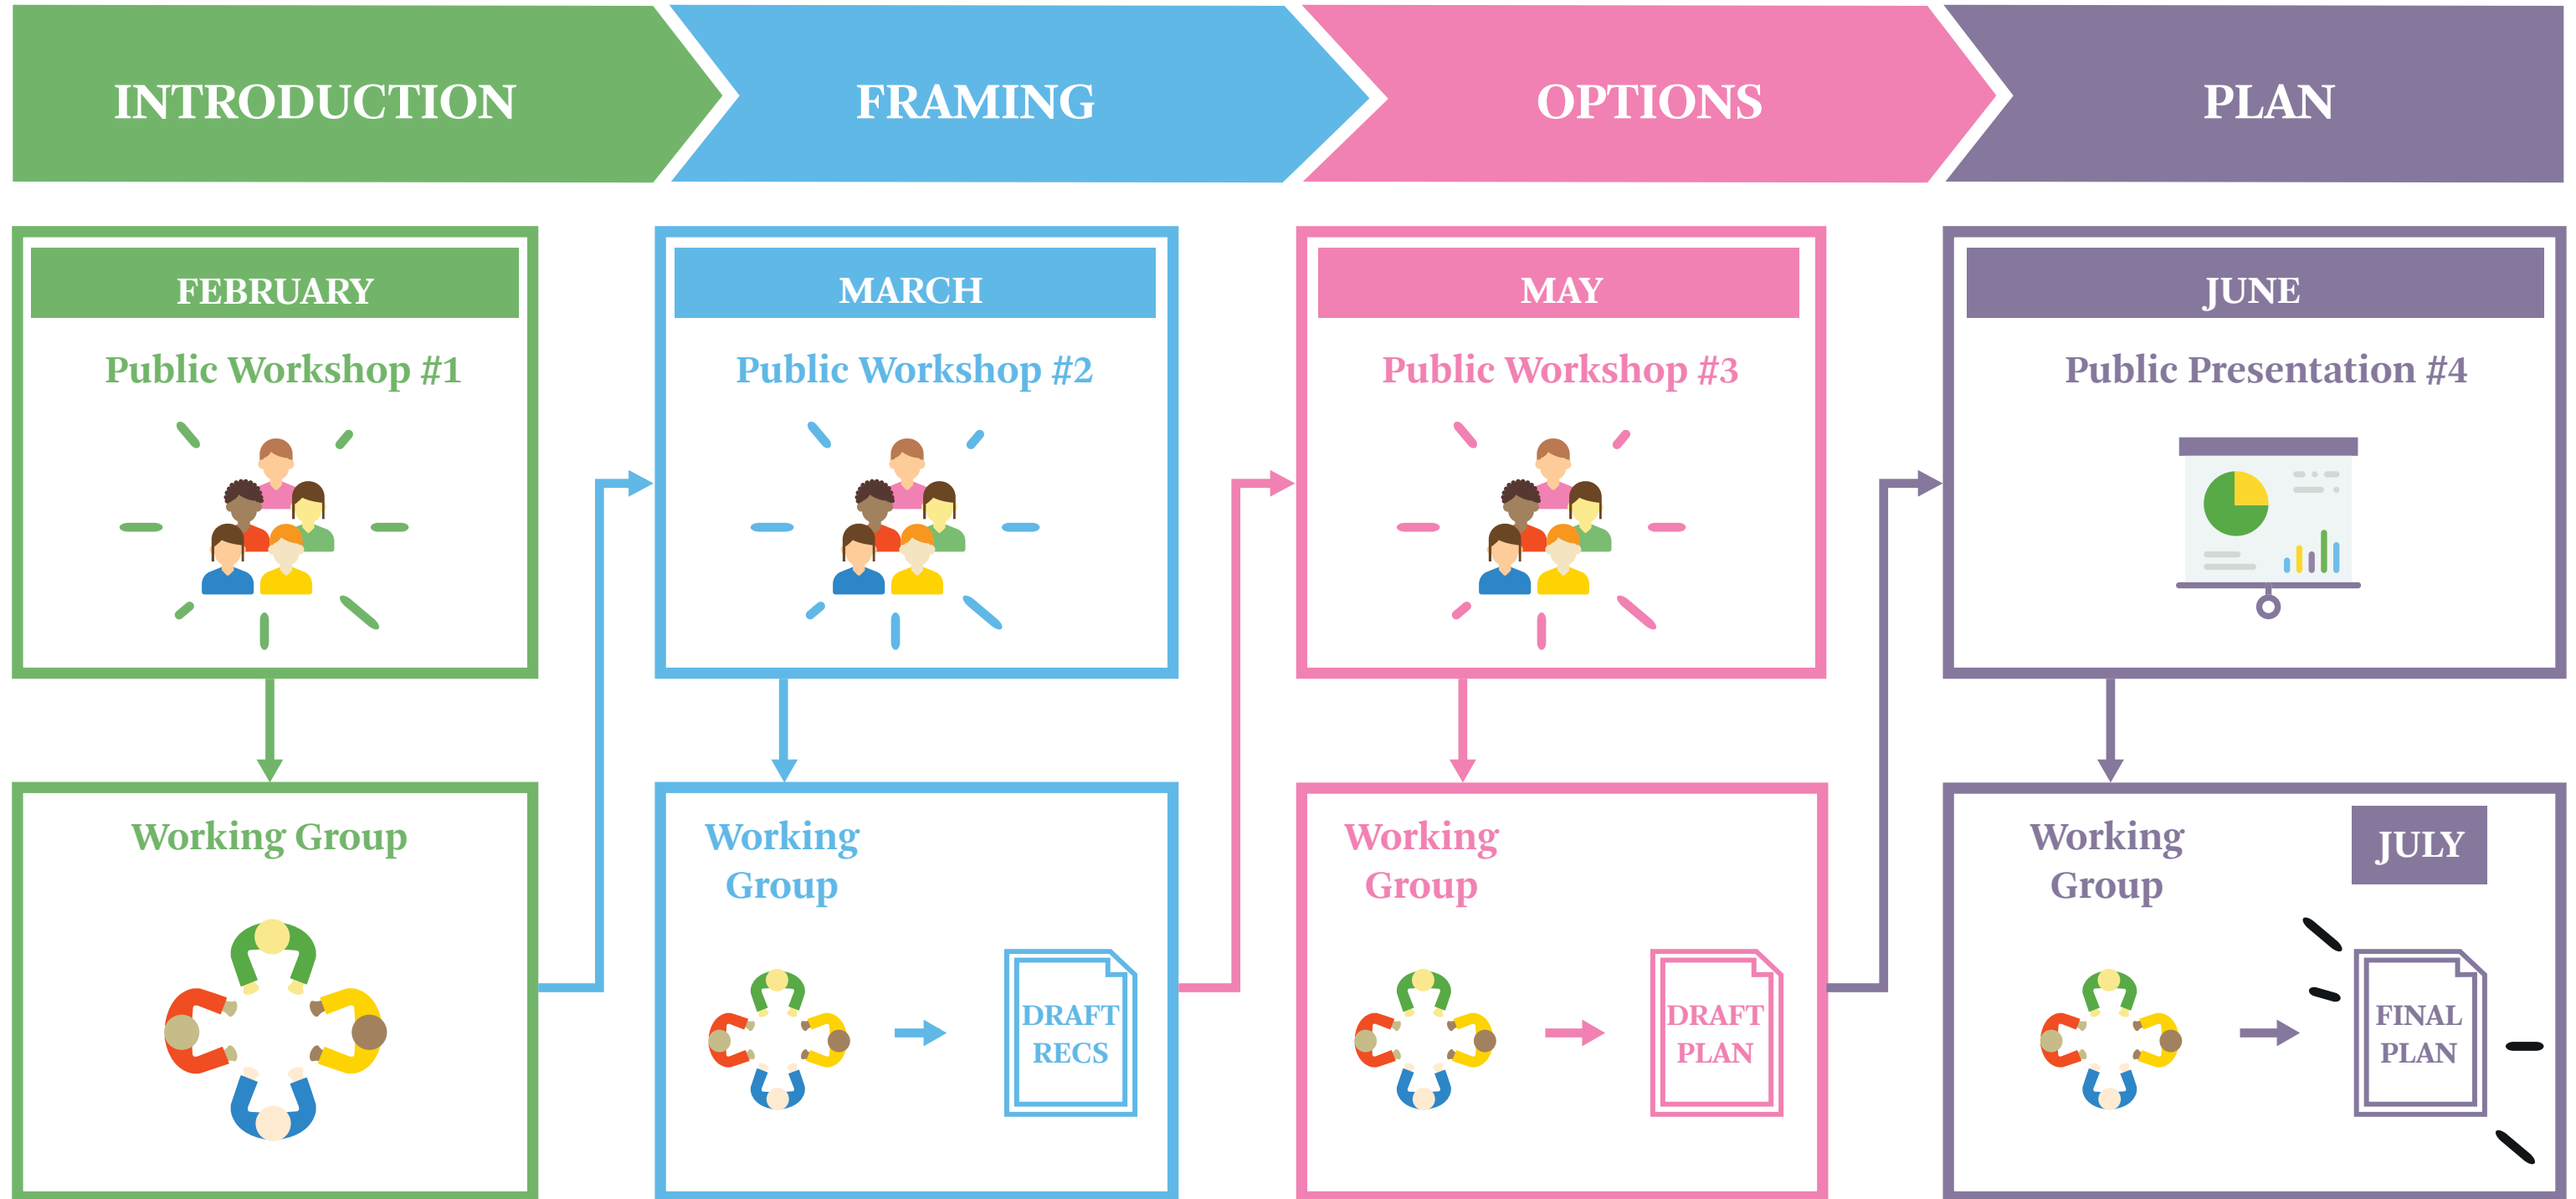 INTRODUCTION
FRAMING
OPTIONS
PLAN
FEBRUARY
Public Workshop #1
MARCH
Public Workshop #2
MAY
Public Workshop #3
JUNE
Public Presentation #4
Working Group
Working
Group
DRAFT
RECS
Working
Group
DRAFT
PLAN
Working
Group
JULY
FINAL
PLAN